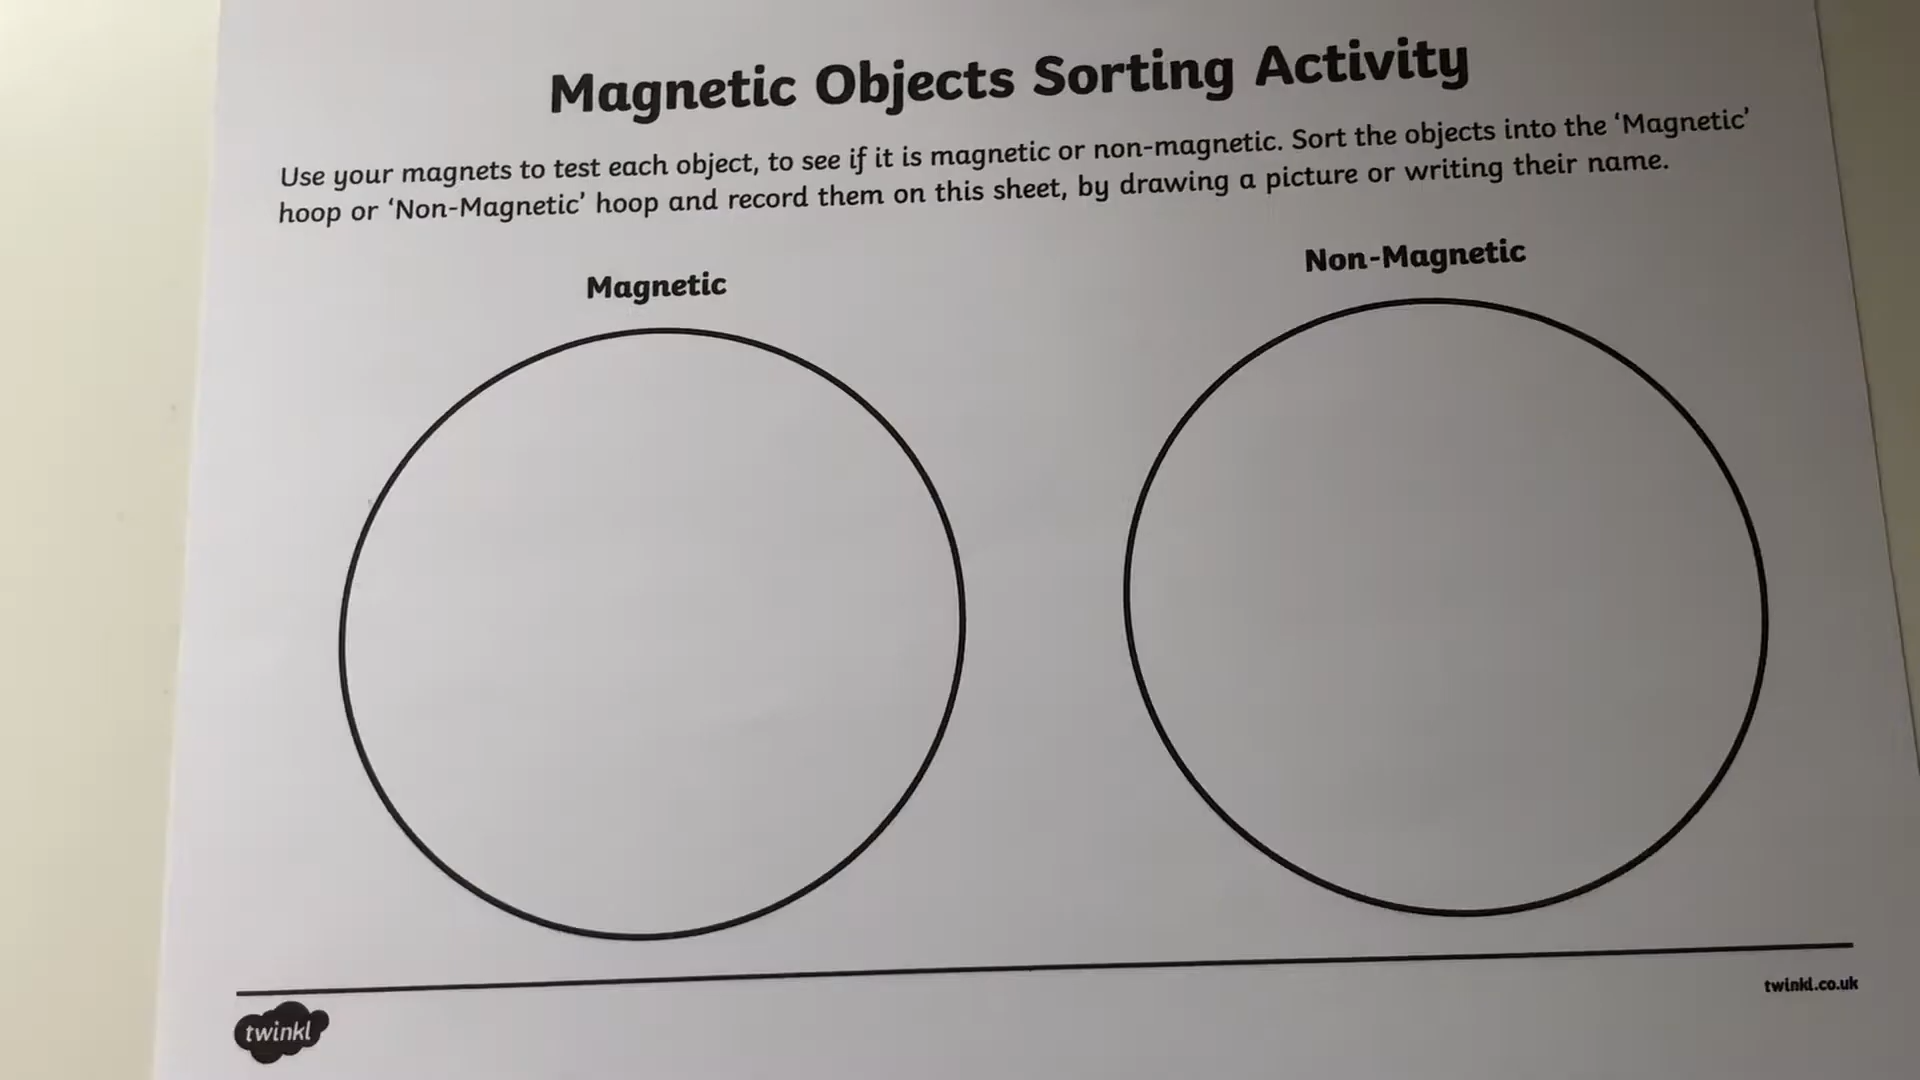 Magnetic Objects Sorting Activity
Use your magnets to test each object, to see if it is magnetic or non-magnetic. Sort the objects into the ‘Magnetic’
hoop or ‘Non-Magnetic’ hoop and record them on this sheet, by drawing a picture or writing their name.
Magnetic
Non-Magnetic
twinkl
twinkl.co.uk